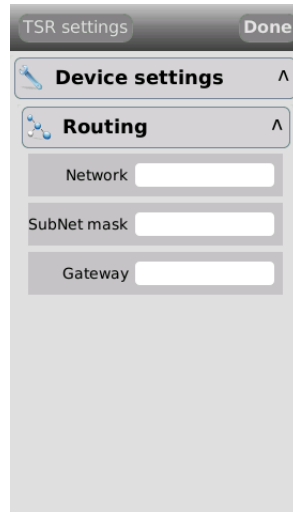 TSR settings Done
Device settings ^
Routing ^
Network
SubNet mask
Gateway